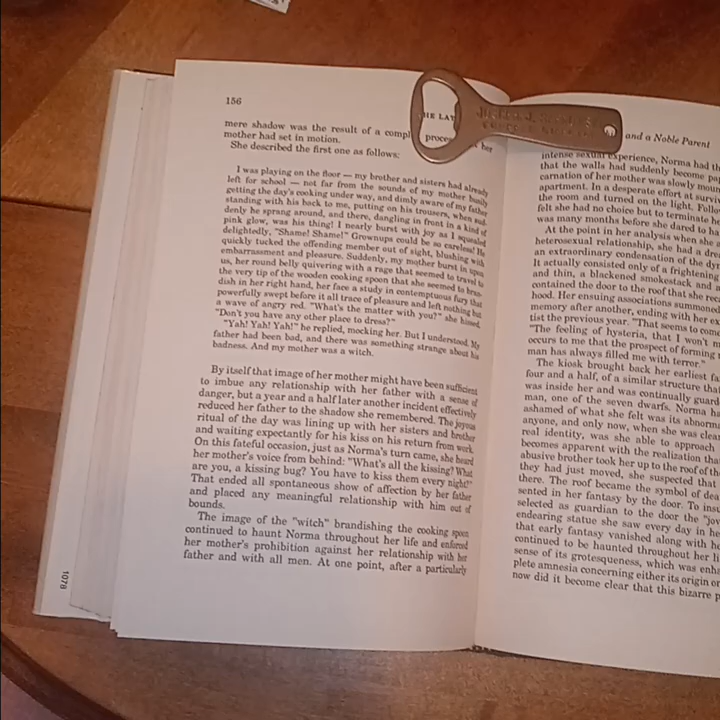 156
mere shadow was the result of a compl proces her
mother had set in motion.
She described the first one as follows:
I was playing on the floor — my brother and sisters had already
left for school — not far from the sounds of my mother busily
getting the day's cooking under way, and dimly aware of my father
standing with his back to me, putting on his trousers, when sud-
denly he sprang around, and there, dangling in front in a kind of
pink glow, was his thing! I nearly burst with joy as I squealed
delightedly, "Shame! Shame!" Grownups could be so careless! He
quickly tucked the offending member out of sight, blushing with
embarrassment and pleasure. Suddenly, my mother burst in upon
us, her round belly quivering with a rage that seemed to travel to
the very tip of the wooden cooking spoon that she seemed to bran-
dish in her right hand, her face a study in contemptuous fury that
powerfully swept before it all trace of pleasure and left nothing but
a wave of angry red. "What's the matter with you?" she hissed,
"Don't you have any other place to dress?"
"Yah! Yah! Yah!" he replied, mocking her. But I understood. My
father had been bad, and there was something strange about his
badness. And my mother was a witch.
By itself that image of her mother might have been sufficient
to imbue any relationship with her father with a sense of
danger, but a year and a half later another incident effectively
reduced her father to the shadow she remembered. The joyous
ritual of the day was lining up with her sisters and brother
and waiting expectantly for his kiss on his return from work.
On this fateful occasion, just as Norma's turn came, she heard
her mother's voice from behind: "What's all the kissing? What
are you, a kissing bug? You have to kiss them every night?"
That ended all spontaneous show of affection by her father
and placed any meaningful relationship with him out of
bounds.
The image of the "witch" brandishing the cooking spoon
continued to haunt Norma throughout her life and enforced
her mother's prohibition against her relationship with her
father and with all men. At one point, after a particularly
1078
HE LAT
and a Noble Parent
intense sexual experience, Norma had th
that the walls had suddenly become pa
carnation of her mother was slowly moun
apartment. In a desperate effort at surviv
the room and turned on the light. Follo
felt she had no choice but to terminate h
was many months before she dared to ha
At the point in her analysis when she a
heterosexual relationship, she had a dre
an extraordinary condensation of the dyn
It actually consisted only of a frightening
and thin, a blackened smokestack and a
contained the door to the roof that she rec
hood. Her ensuing associations summoned
memory after another, ending with her ex
tist the previous year. "That seems to come
"The feeling of hysteria, that I won't m
occurs to me that the prospect of forming
man has always filled me with terror."
The kiosk brought back her earliest fa
four and a half, of a similar structure tha
was inside her and was continually guard
man, one of the seven dwarfs. Norma ha
ashamed of what she felt was its abnorma
anyone, and only now, when she was clea
real identity, was she able to approach
becomes apparent with the realization tha
abusive brother took her up to the roof of th
they had just moved, she suspected that
there. The roof became the symbol of dea
sented in her fantasy by the door. To insu
selected as guardian to the door the "jov
endearing statue she saw every day in he
that early fantasy vanished along with he
continued to be haunted throughout her li
sense of its grotesqueness, which was enha
plete amnesia concerning either its origin or
now did it become clear that this bizarre p